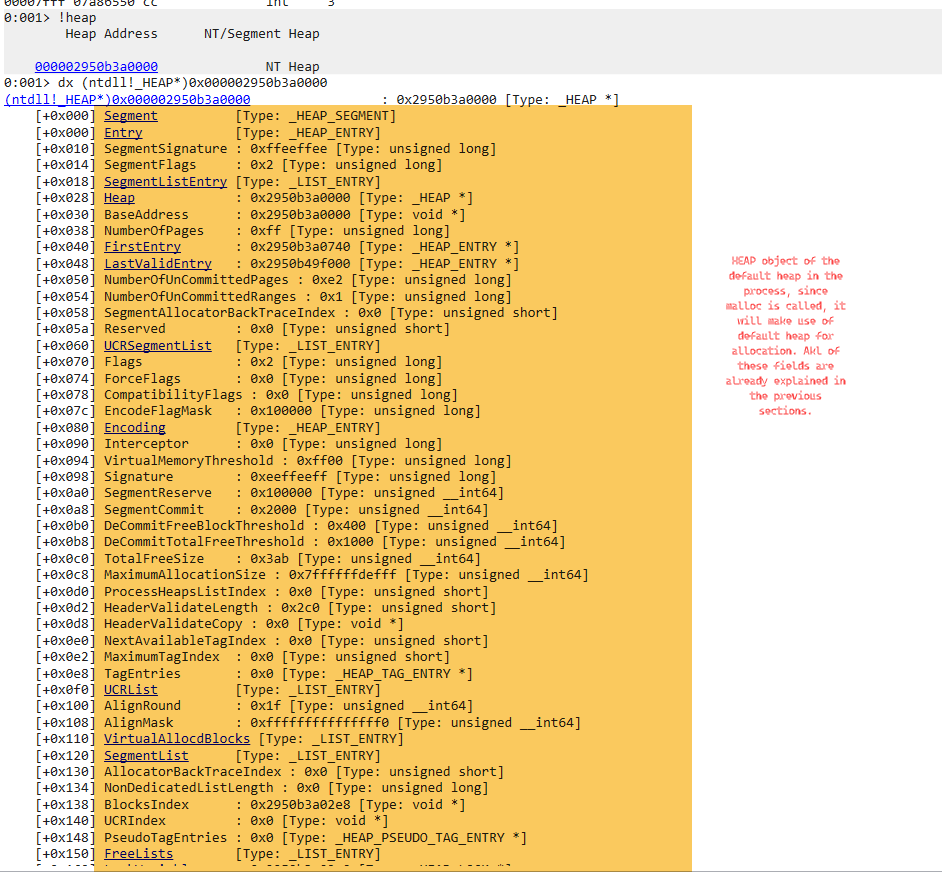 00007fff`07a86550 cc              int     3
0:001> !heap
        Heap Address      NT/Segment Heap
    000002950b3a0000              NT Heap
0:001> dx (ntdll!_HEAP*)0x000002950b3a0000
(ntdll!_HEAP*)0x000002950b3a0000                 : 0x2950b3a0000 [Type: _HEAP *]
    [+0x000] Segment          [Type: _HEAP_SEGMENT]
    [+0x000] Entry            [Type: _HEAP_ENTRY]
    [+0x010] SegmentSignature : 0xffeeffee [Type: unsigned long]
    [+0x014] SegmentFlags     : 0x2 [Type: unsigned long]
    [+0x018] SegmentListEntry [Type: _LIST_ENTRY]
    [+0x028] Heap             : 0x2950b3a0000 [Type: _HEAP *]
    [+0x030] BaseAddress      : 0x2950b3a0000 [Type: void *]
    [+0x038] NumberOfPages    : 0xff [Type: unsigned long]
    [+0x040] FirstEntry       : 0x2950b3a0740 [Type: _HEAP_ENTRY *]
    [+0x048] LastValidEntry   : 0x2950b49f000 [Type: _HEAP_ENTRY *]
    [+0x050] NumberOfUnCommittedPages : 0xe2 [Type: unsigned long]
    [+0x054] NumberOfUnCommittedRanges : 0x1 [Type: unsigned long]
    [+0x058] SegmentAllocatorBackTraceIndex : 0x0 [Type: unsigned short]
    [+0x05a] Reserved         : 0x0 [Type: unsigned short]
    [+0x060] UCRSegmentList   [Type: _LIST_ENTRY]
    [+0x070] Flags            : 0x2 [Type: unsigned long]
    [+0x074] ForceFlags       : 0x0 [Type: unsigned long]
    [+0x078] CompatibilityFlags : 0x0 [Type: unsigned long]
    [+0x07c] EncodeFlagMask   : 0x100000 [Type: unsigned long]
    [+0x080] Encoding         [Type: _HEAP_ENTRY]
    [+0x090] Interceptor      : 0x0 [Type: unsigned long]
    [+0x094] VirtualMemoryThreshold : 0xff00 [Type: unsigned long]
    [+0x098] Signature        : 0xeeffeeff [Type: unsigned long]
    [+0x0a0] SegmentReserve   : 0x100000 [Type: unsigned __int64]
    [+0x0a8] SegmentCommit    : 0x2000 [Type: unsigned __int64]
    [+0x0b0] DeCommitFreeBlockThreshold : 0x400 [Type: unsigned __int64]
    [+0x0b8] DeCommitTotalFreeThreshold : 0x1000 [Type: unsigned __int64]
    [+0x0c0] TotalFreeSize    : 0x3ab [Type: unsigned __int64]
    [+0x0c8] MaximumAllocationSize : 0x7ffffffdefff [Type: unsigned __int64]
    [+0x0d0] ProcessHeapsListIndex : 0x0 [Type: unsigned short]
    [+0x0d2] HeaderValidateLength : 0x2c0 [Type: unsigned short]
    [+0x0d8] HeaderValidateCopy : 0x0 [Type: void *]
    [+0x0e0] NextAvailableTagIndex : 0x0 [Type: unsigned short]
    [+0x0e2] MaximumTagIndex  : 0x0 [Type: unsigned short]
    [+0x0e8] TagEntries       : 0x0 [Type: _HEAP_TAG_ENTRY *]
    [+0x0f0] UCRList          [Type: _LIST_ENTRY]
    [+0x100] AlignRound       : 0x1f [Type: unsigned __int64]
    [+0x108] AlignMask        : 0xfffffffffffffff0 [Type: unsigned __int64]
    [+0x110] VirtualAllocdBlocks [Type: _LIST_ENTRY]
    [+0x120] SegmentList      [Type: _LIST_ENTRY]
    [+0x130] AllocatorBackTraceIndex : 0x0 [Type: unsigned short]
    [+0x134] NonDedicatedListLength : 0x0 [Type: unsigned long]
    [+0x138] BlocksIndex      : 0x2950b3a02e8 [Type: void *]
    [+0x140] UCRIndex         : 0x0 [Type: void *]
    [+0x148] PseudoTagEntries : 0x0 [Type: _HEAP_PSEUDO_TAG_ENTRY *]
    [+0x150] FreeLists        [Type: _LIST_ENTRY]
HEAP object of the
default heap in the
process, since
malloc is called, it
will make use of
default heap for
allocation. All of
these fields are
already explained in
the previous
sections.